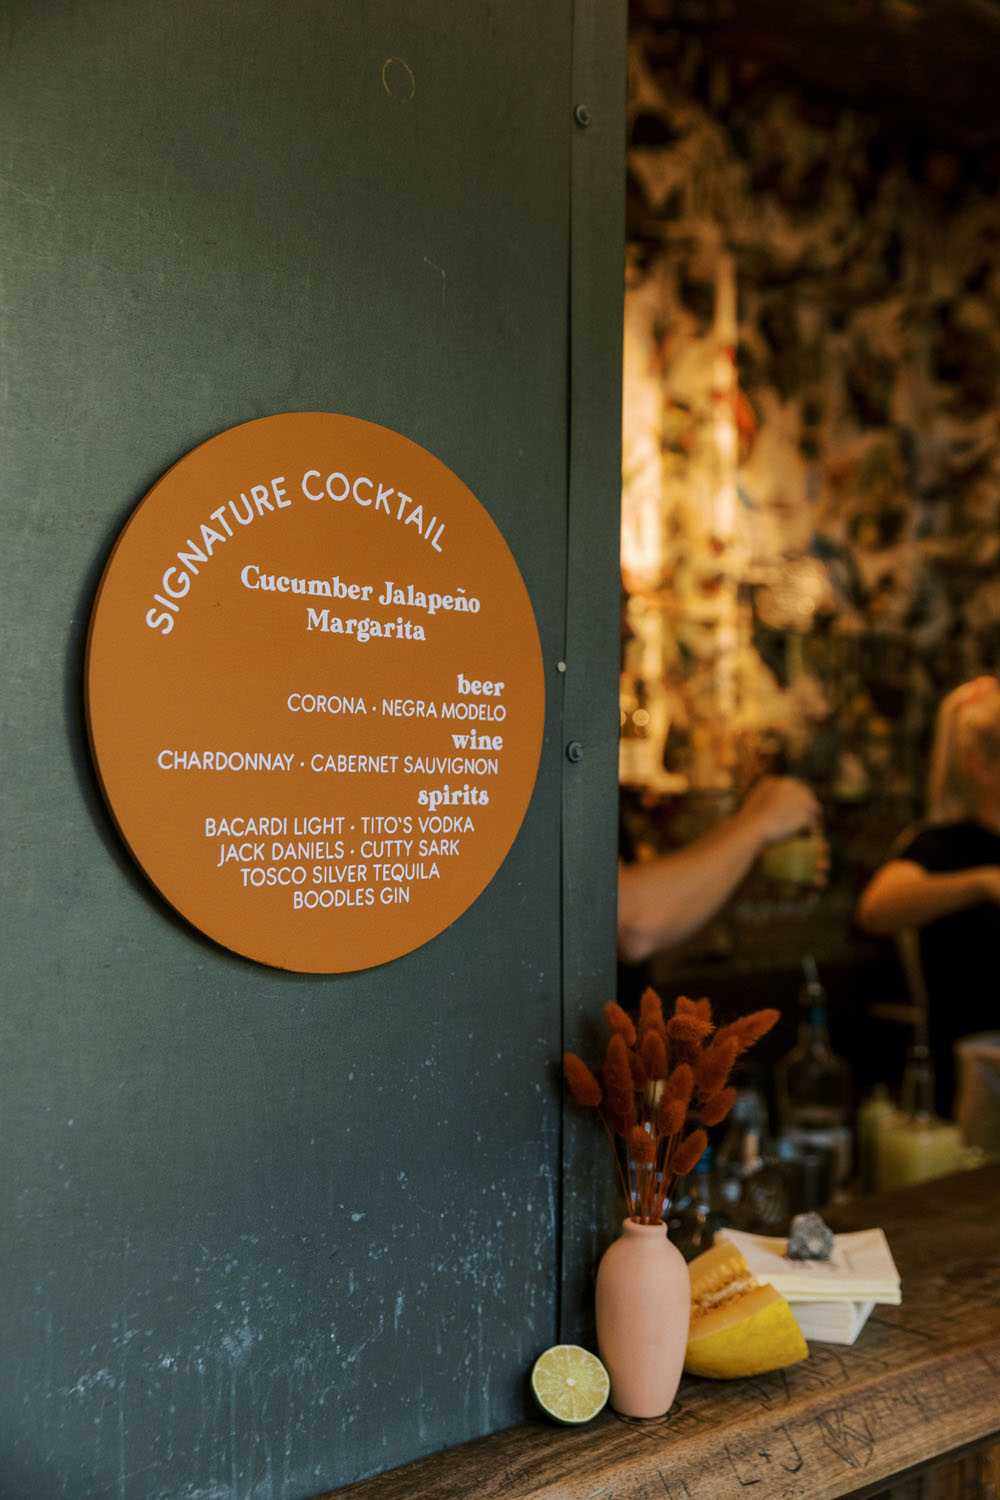 SIGNATURE COCKTAIL
Cucumber Jalapeño
Margarita
beer
CORONA • NEGRA MODELO
wine
CHARDONNAY • CABERNET SAUVIGNON
spirits
BACARDI LIGHT • TITO'S VODKA
JACK DANIELS • CUTTY SARK
TOSCO SILVER TEQUILA
BOODLES GIN
L+J